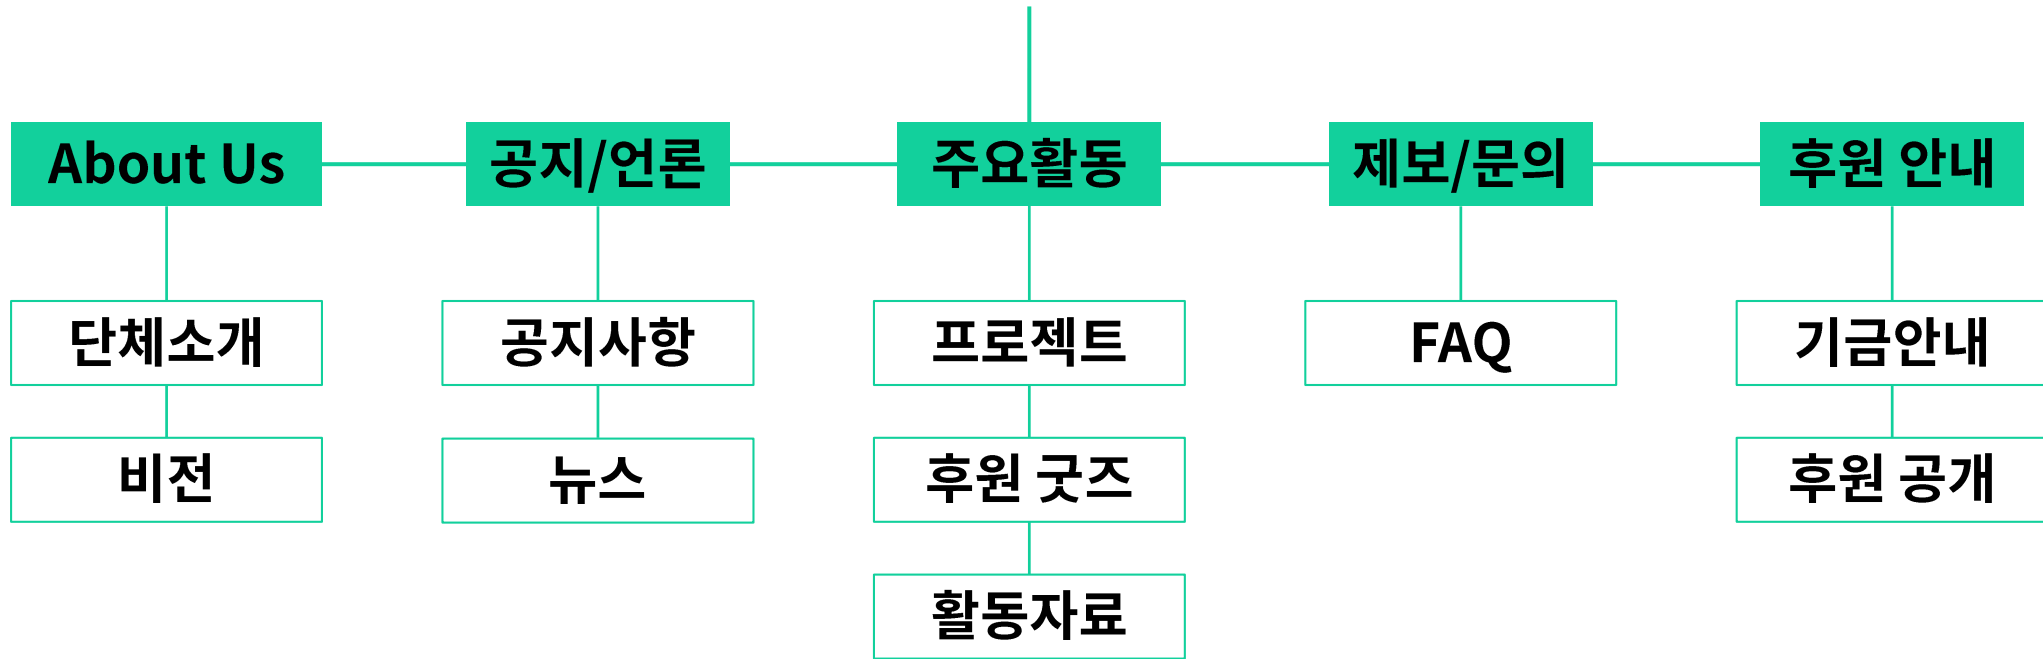 About Us
공지/언론
주요활동
제보/문의
후원 안내
단체소개
공지사항
프로젝트
FAQ
기금안내
비전
뉴스
후원 굿즈
후원 공개
활동자료